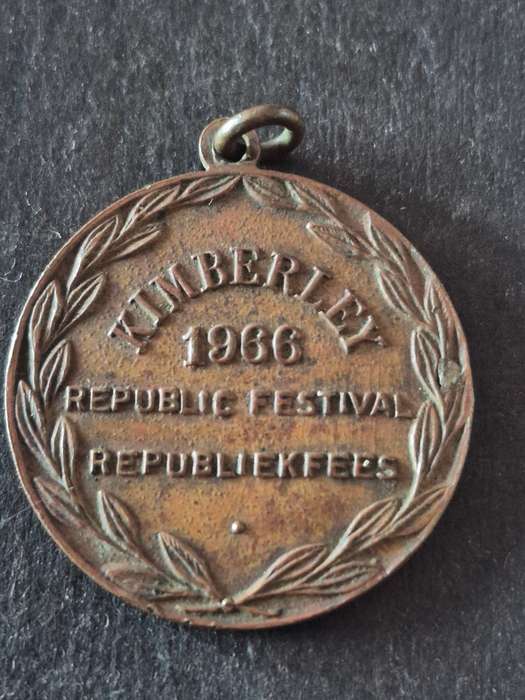 KIMBERLEY
1966
REPUBLIC FESTIVAL
REPUBLIEKFEES